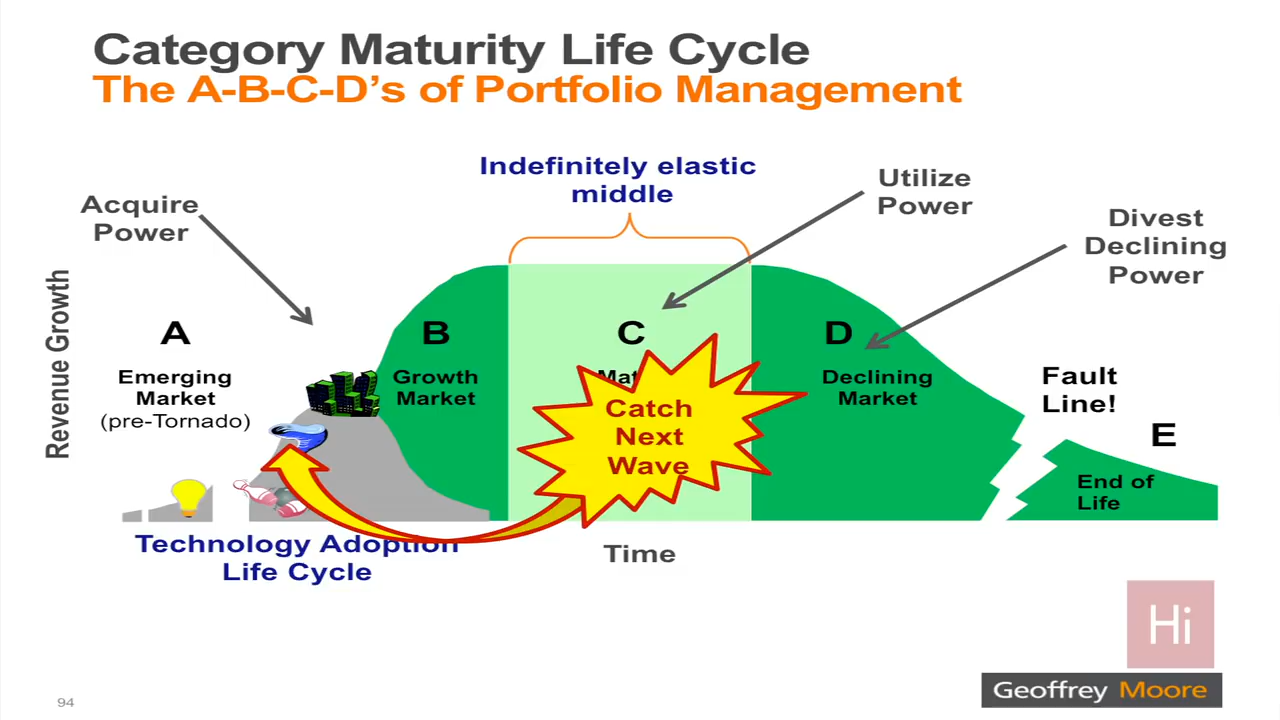 Category Maturity Life Cycle
The A-B-C-D’s of Portfolio Management
Indefinitely elastic
middle
Acquire
Power
Utilize
Power
Divest
Declining
Power
Revenue Growth
A
Emerging
Market
(pre-Tornado)
B
Growth
Market
C
Catch
Next
Wave
D
Declining
Market
Fault
Line!
E
End of
Life
Technology Adoption
Life Cycle
Time
Hi
Geoffrey Moore
94